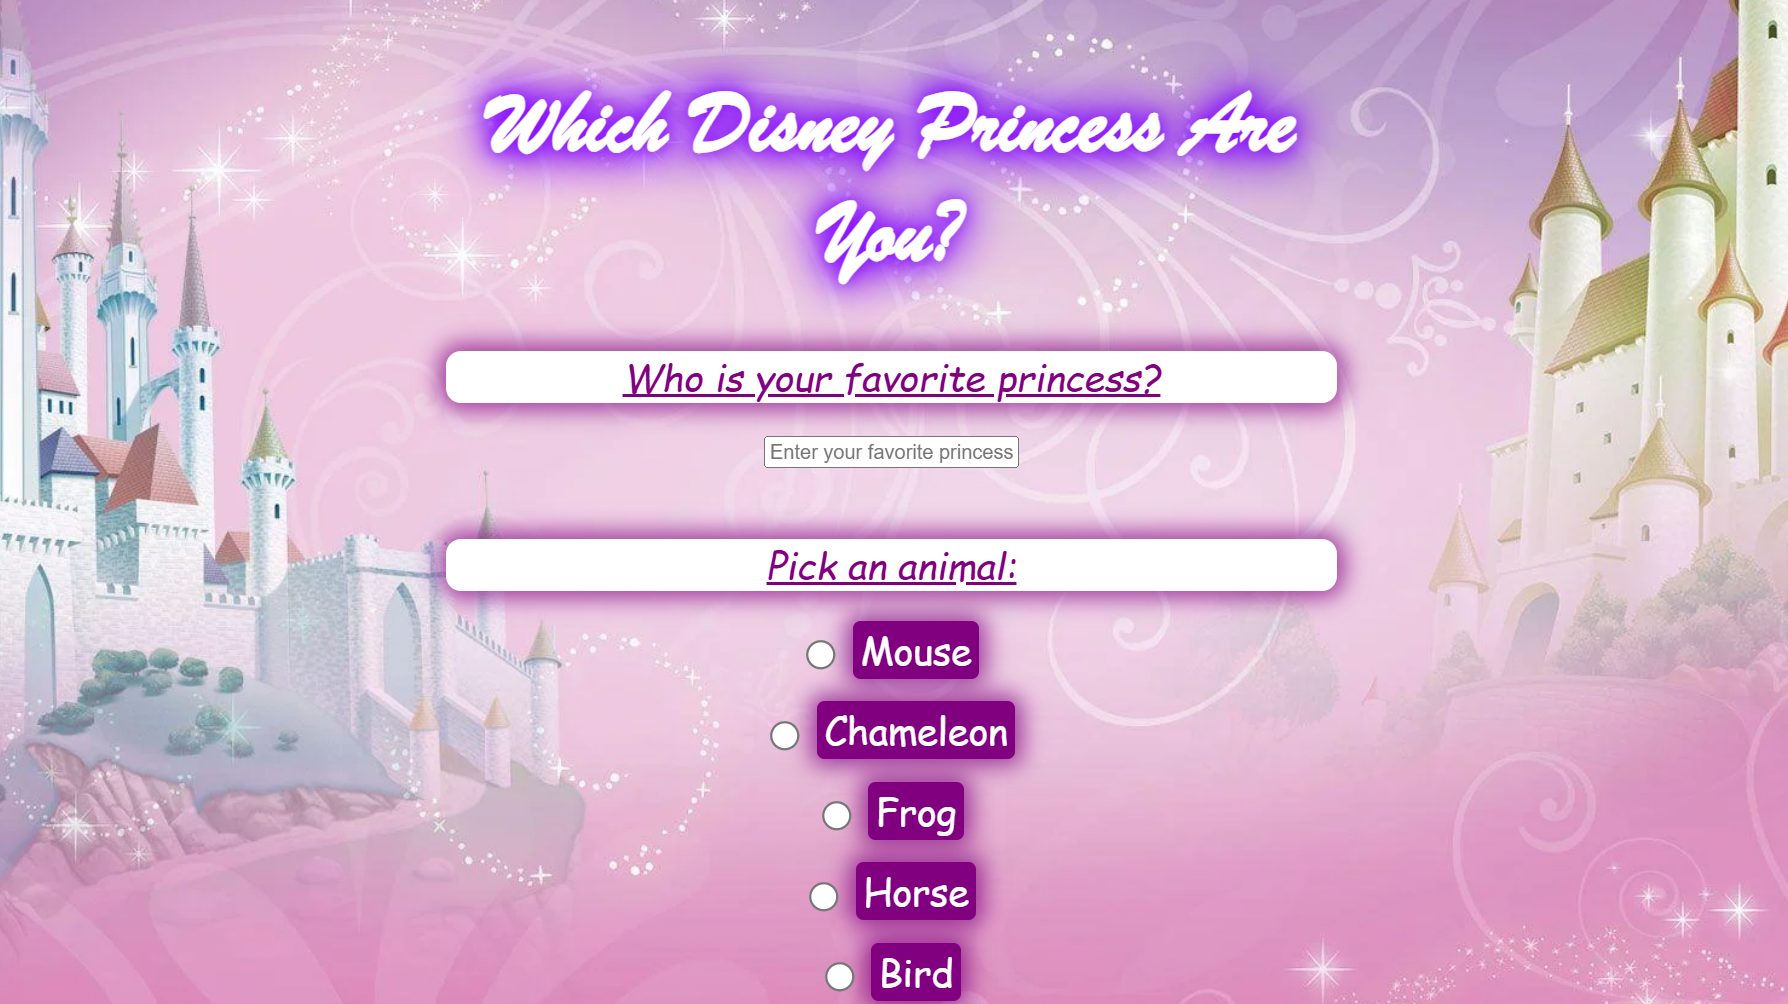 Which Disney Princess Are
You?
Who is your favorite princess?
Enter your favorite princess
Pick an animal:
Mouse
Chameleon
Frog
Horse
Bird